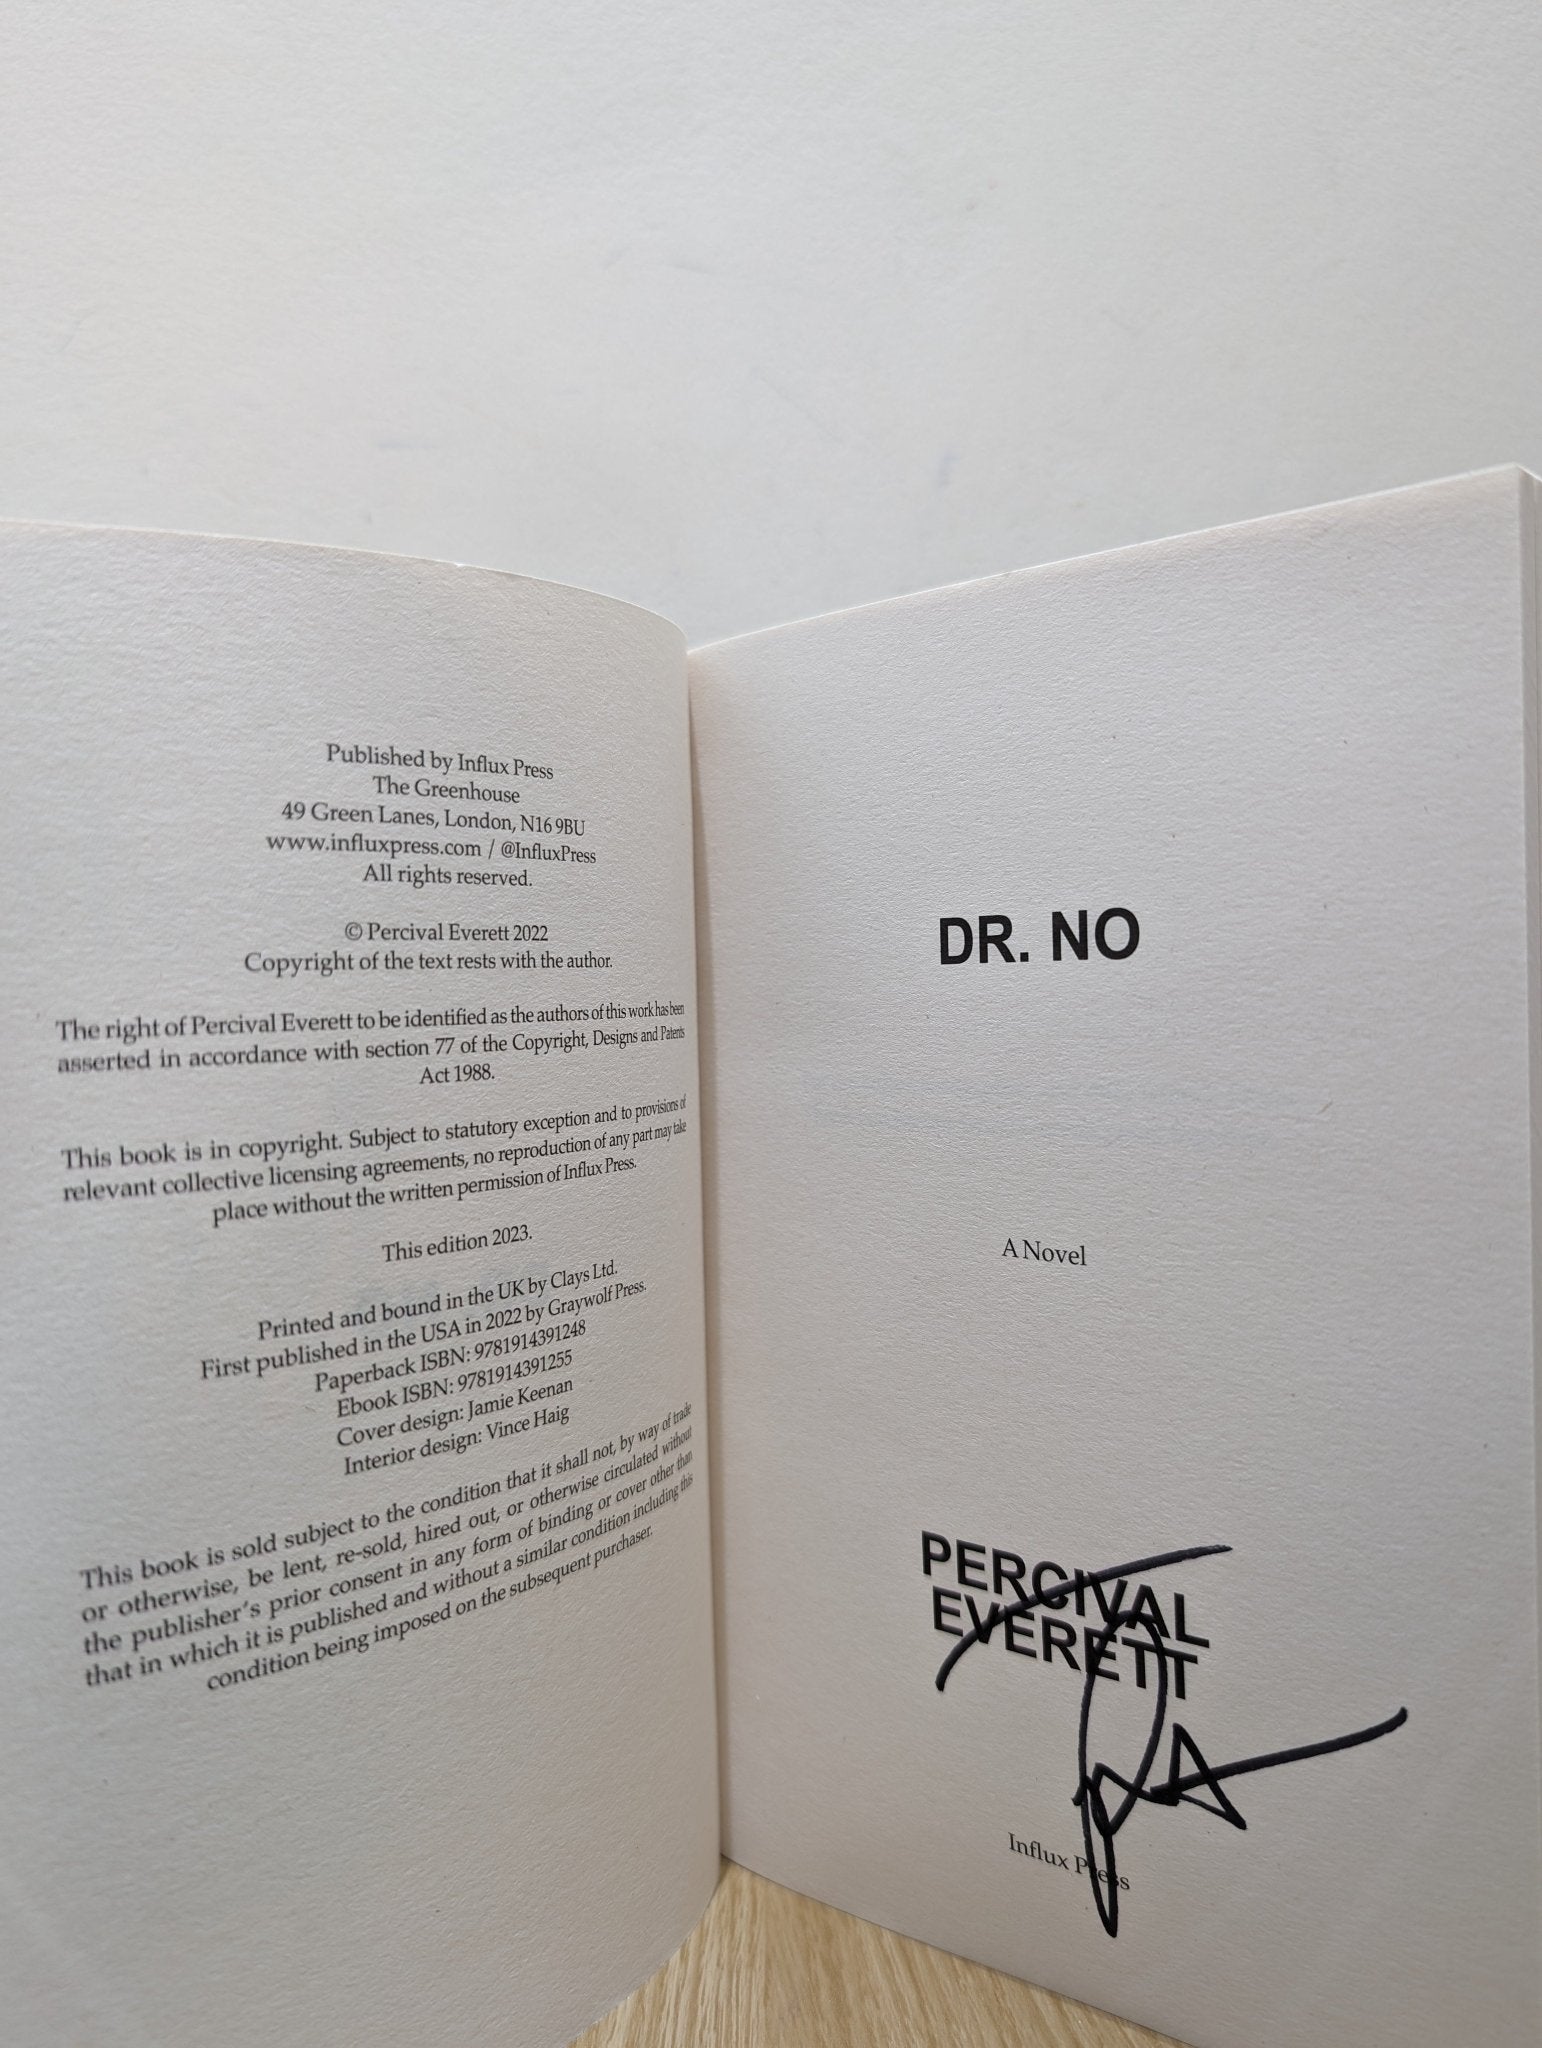 Published by Influx Press
The Greenhouse
49 Green Lanes, London, N16 9BU
www.influxpress.com / @InfluxPress
All rights reserved.
© Percival Everett 2022
Copyright of the text rests with the author.
The right of Percival Everett to be identified as the authors of this work has been
asserted in accordance with section 77 of the Copyright, Designs and Patents
Act 1988.
This book is in copyright. Subject to statutory exception and to provisions of
relevant collective licensing agreements, no reproduction of any part may take
place without the written permission of Influx Press.
This edition 2023.
Printed and bound in the UK by Clays Ltd.
First published in the USA in 2022 by Graywolf Press.
Paperback ISBN: 9781914391248
Ebook ISBN: 9781914391255
Cover design: Jamie Keenan
Interior design: Vince Haig
This book is sold subject to the condition that it shall not, by way of trade
or otherwise, be lent, re-sold, hired out, or otherwise circulated without
the publisher's prior consent in any form of binding or cover other than
that in which it is published and without a similar condition including this
condition being imposed on the subsequent purchaser.
DR. NO
A Novel
PERCIVAL
EVERETT
Influx Press